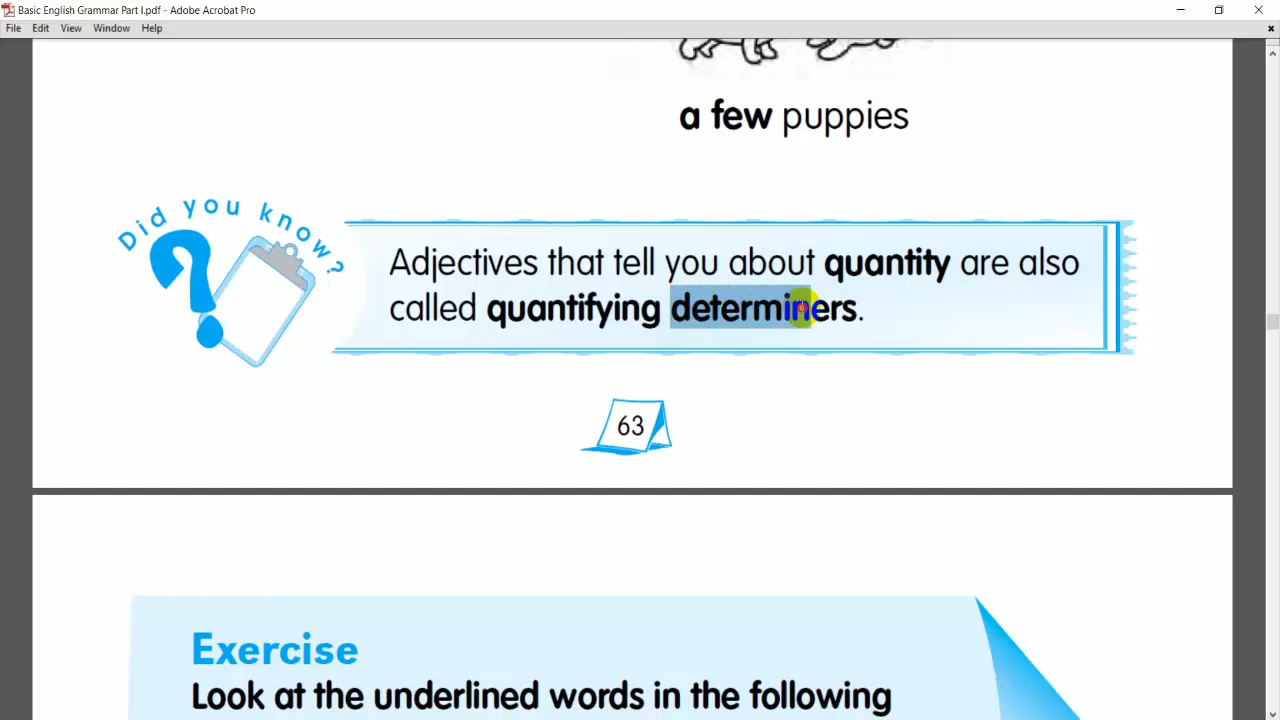 Basic English Grammar Part I.pdf - Adobe Acrobat Pro
File Edit View Window Help
a few puppies
Did you know?
Adjectives that tell you about quantity are also
called quantifying determiners.
63
Exercise
Look at the underlined words in the following